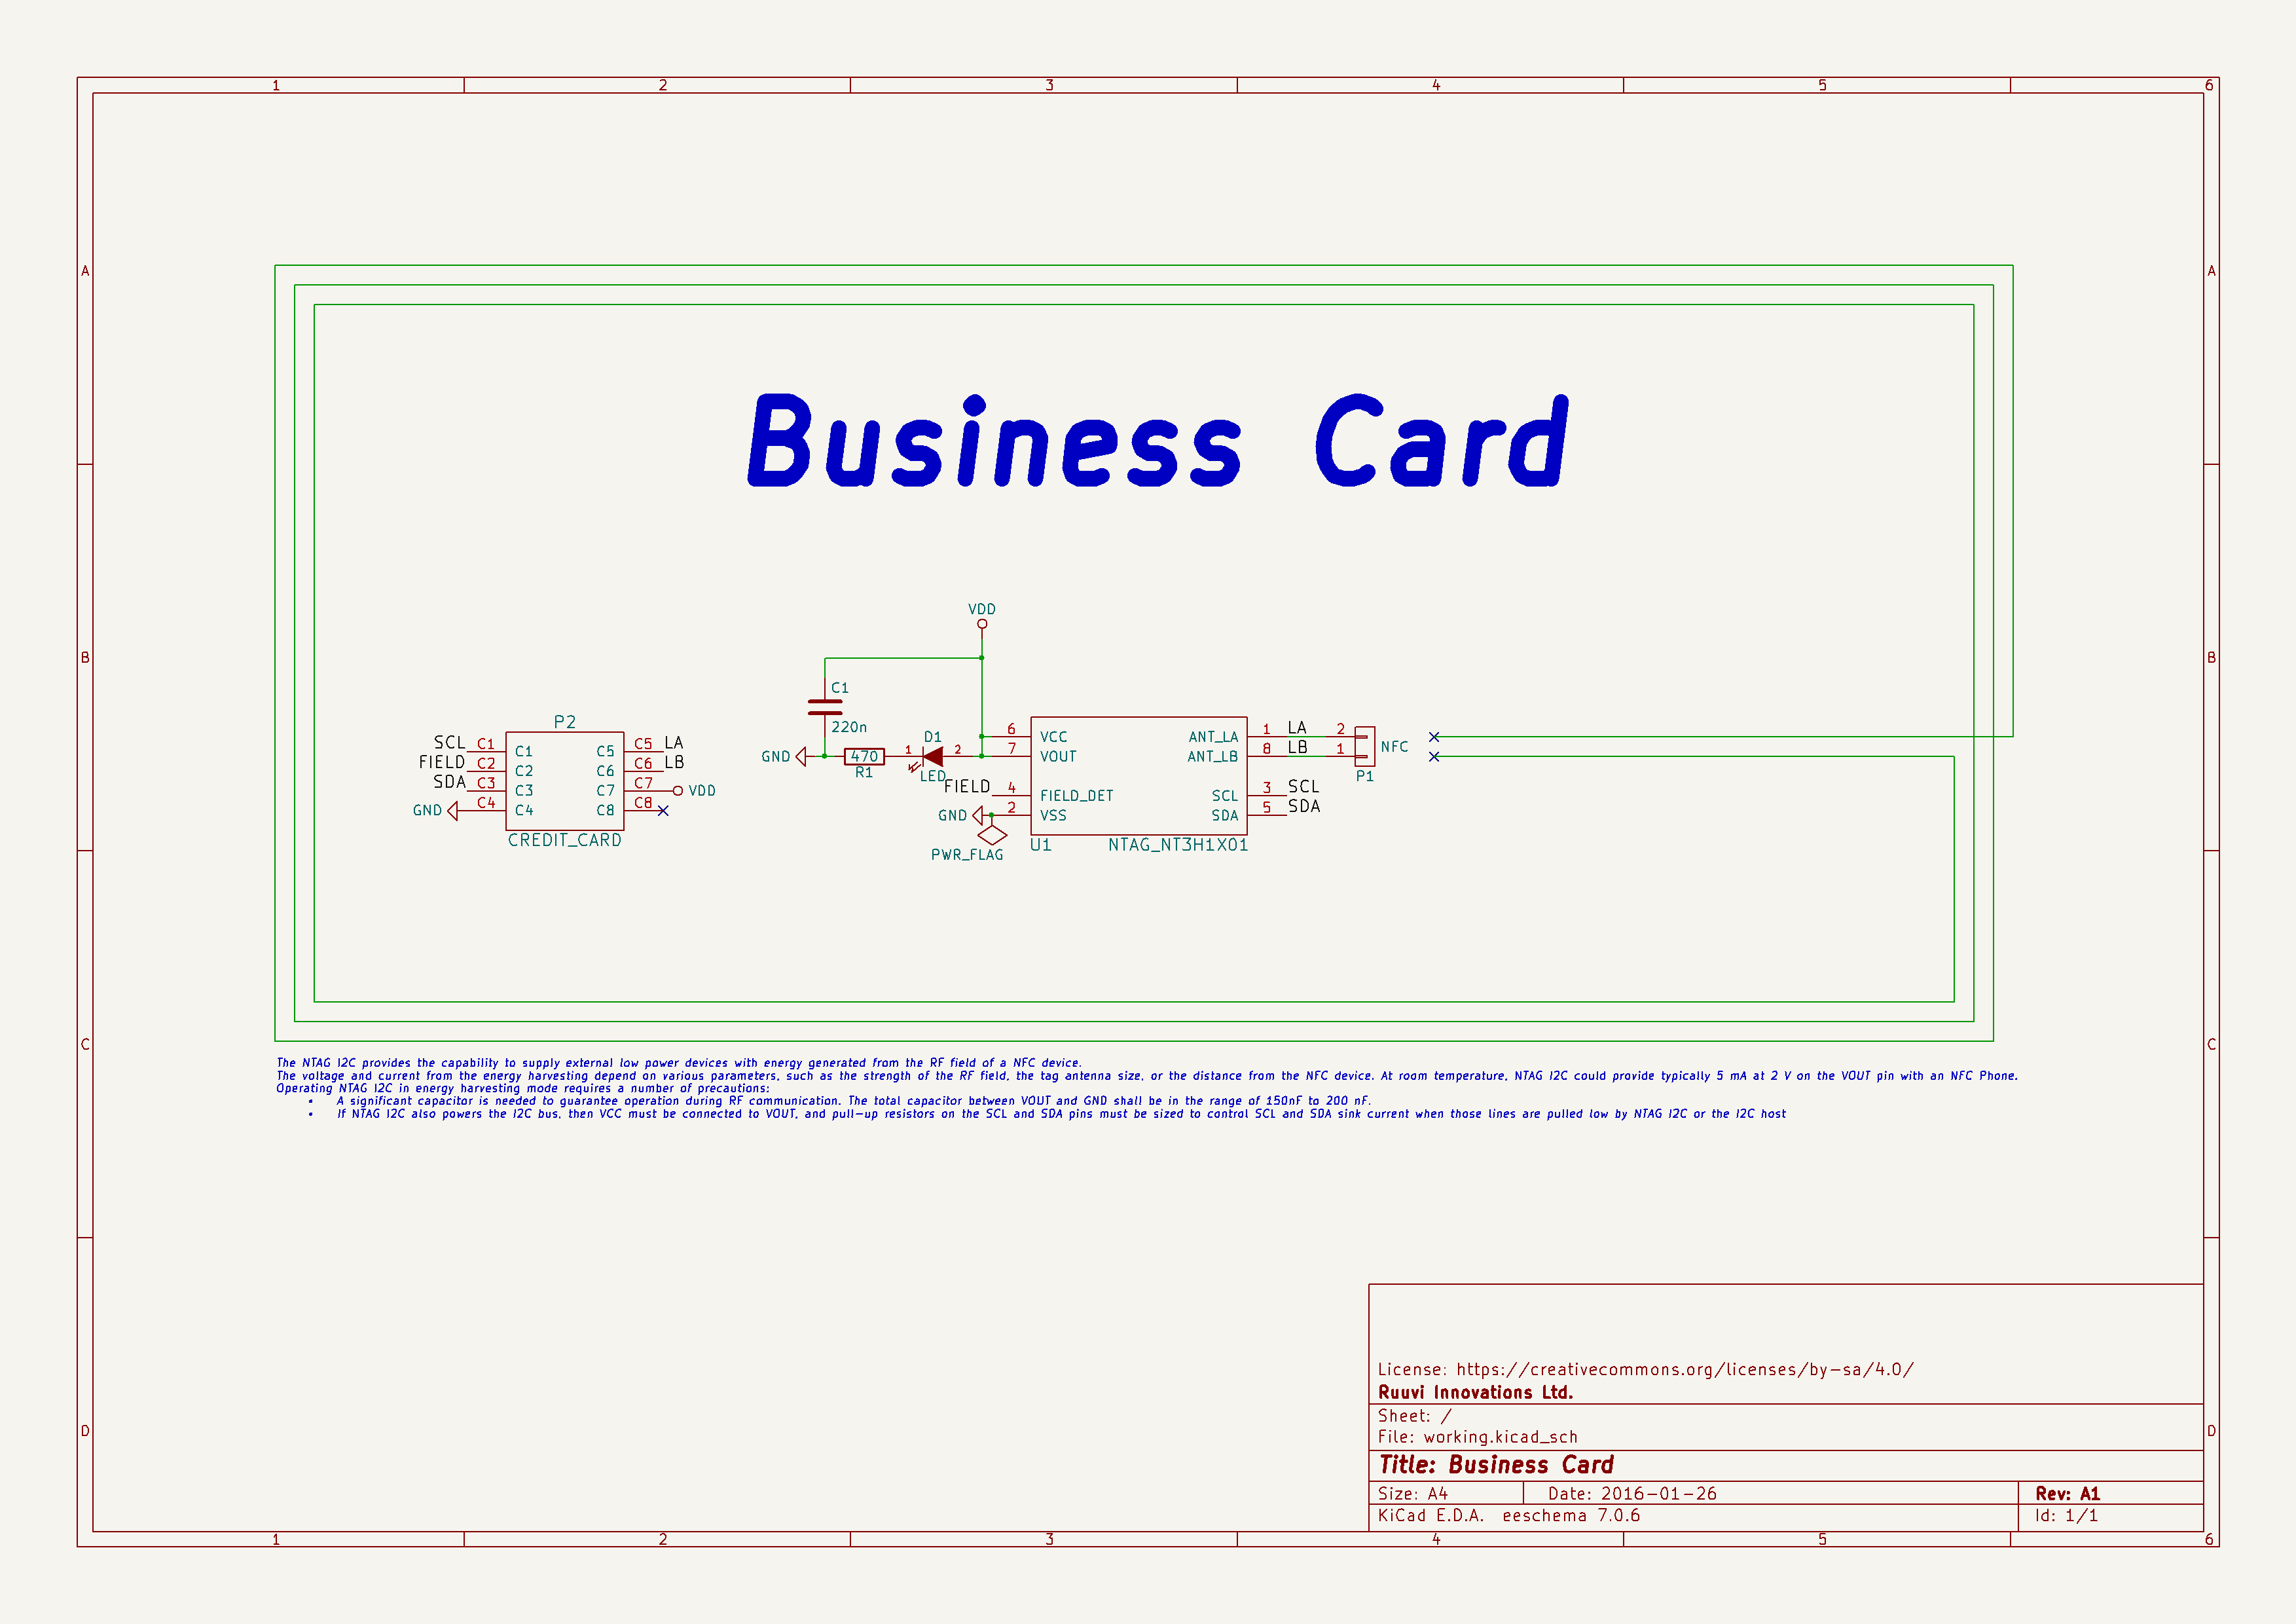 1 2 3 4 5 6
A A
Business Card
VDD
B B
C1
220n
P2
SCL C1 C1 C5 C5 LA
FIELD C2 C2 C6 C6 LB
SDA C3 C3 C7 C7 VDD
GND C4 C4 C8 C8
CREDIT_CARD
GND 470 1 D1 2
R1 LED
6 VCC ANT_LA 1 LA 2
7 VOUT ANT_LB 8 LB 1 NFC
P1
FIELD 4 FIELD_DET SCL 3 SCL
GND 2 VSS SDA 5 SDA
PWR_FLAG U1 NTAG_NT3H1X01
C C
The NTAG I2C provides the capability to supply external low power devices with energy generated from the RF field of a NFC device.
The voltage and current from the energy harvesting depend on various parameters, such as the strength of the RF field, the tag antenna size, or the distance from the NFC device. At room temperature, NTAG I2C could provide typically 5 mA at 2 V on the VOUT pin with an NFC Phone.
Operating NTAG I2C in energy harvesting mode requires a number of precautions:
• A significant capacitor is needed to guarantee operation during RF communication. The total capacitor between VOUT and GND shall be in the range of 150nF to 200 nF.
• If NTAG I2C also powers the I2C bus, then VCC must be connected to VOUT, and pull-up resistors on the SCL and SDA pins must be sized to control SCL and SDA sink current when those lines are pulled low by NTAG I2C or the I2C host
License: https://creativecommons.org/licenses/by-sa/4.0/
Ruuvi Innovations Ltd.
Sheet: /
D D
File: working.kicad_sch
Title: Business Card
Size: A4 Date: 2016-01-26 Rev: A1
KiCad E.D.A. eeschema 7.0.6 Id: 1/1
1 2 3 4 5 6